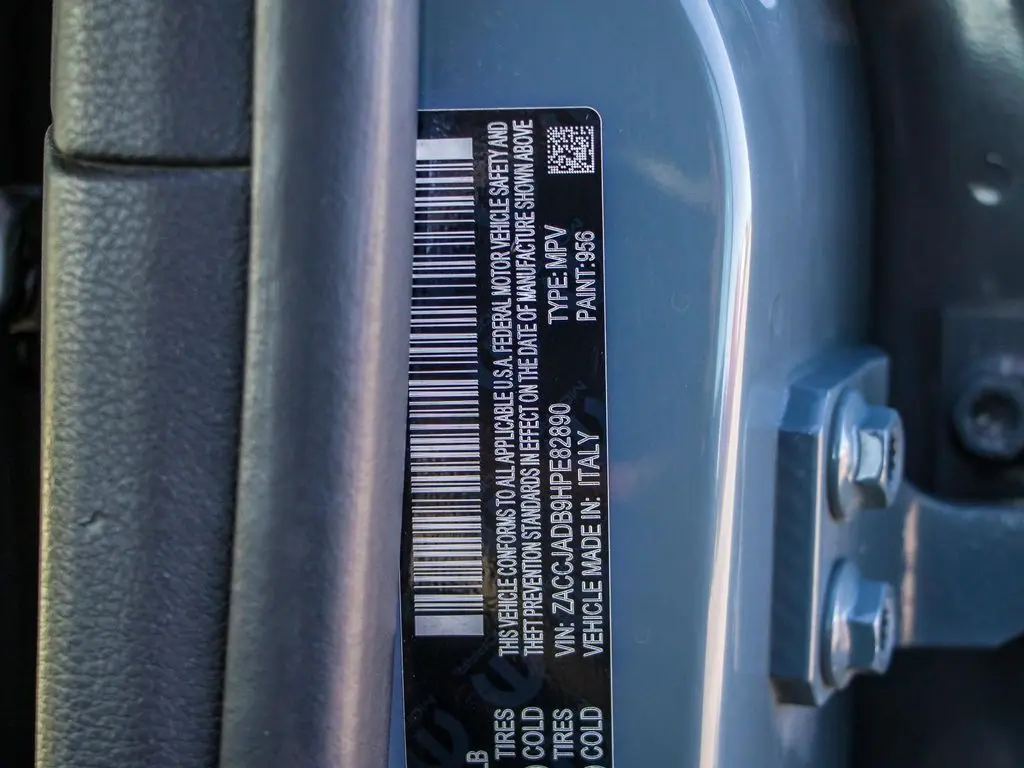 THIS VEHICLE CONFORMS TO ALL APPLICABLE U.S.A. FEDERAL MOTOR VEHICLE SAFETY AND
THEFT PREVENTION STANDARDS IN EFFECT ON THE DATE OF MANUFACTURE SHOWN ABOVE
VIN: ZACCJADB9HPE82890 TYPE: MPV
VEHICLE MADE IN: ITALY PAINT: 956
LB
TIRES
COLD
TIRES
COLD